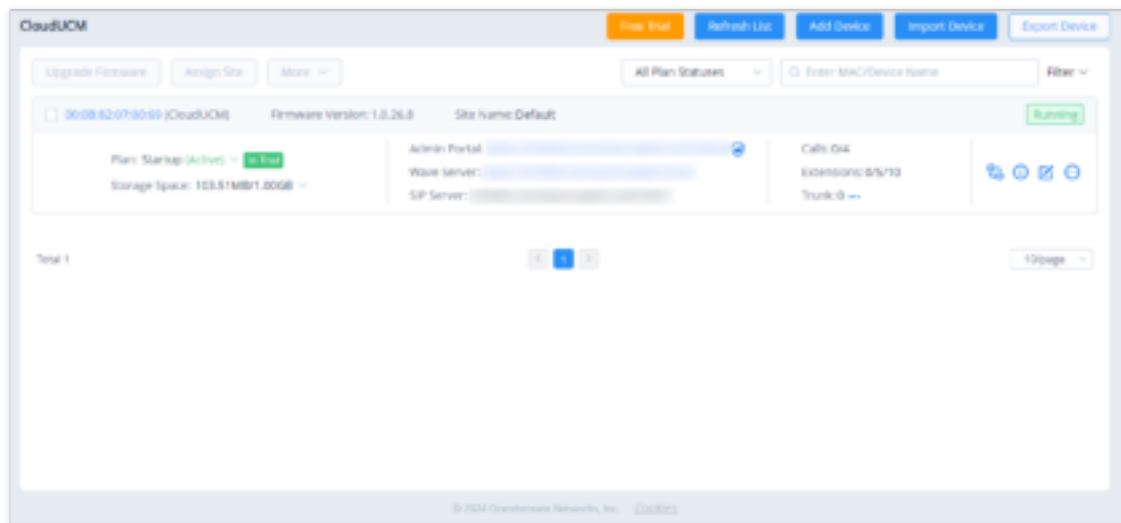 CloudUCM
Free Trial Refresh List Add Device Import Device Export Device
Upgrade Firmware Assign Site More All Plan Statuses Enter MAC/Device Name Filter
(CloudUCM) Firmware Version: 1.0.26.8 Site Name: Default Running
Plan: Startup (Active) In Trial
Storage Space: 103.51MB/1.00GB
Admin Portal:
Wave Server:
SIP Server:
Calls: 0/4
Extensions: 0/5/10
Trunk: 0
Total 1 1 10/page
© 2024 Grandstream Networks, Inc. Cookies